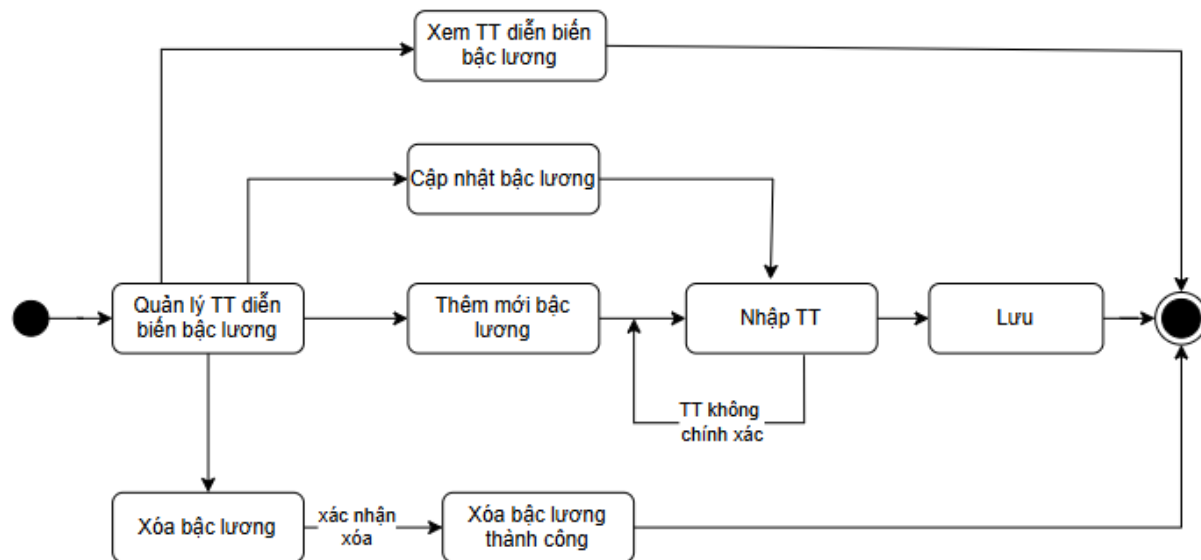 Xem TT diễn biến
bậc lương
Cập nhật bậc lương
Quản lý TT diễn
biến bậc lương
Thêm mới bậc
lương
Nhập TT
Lưu
TT không
chính xác
Xóa bậc lương
xác nhận
xóa
Xóa bậc lương
thành công